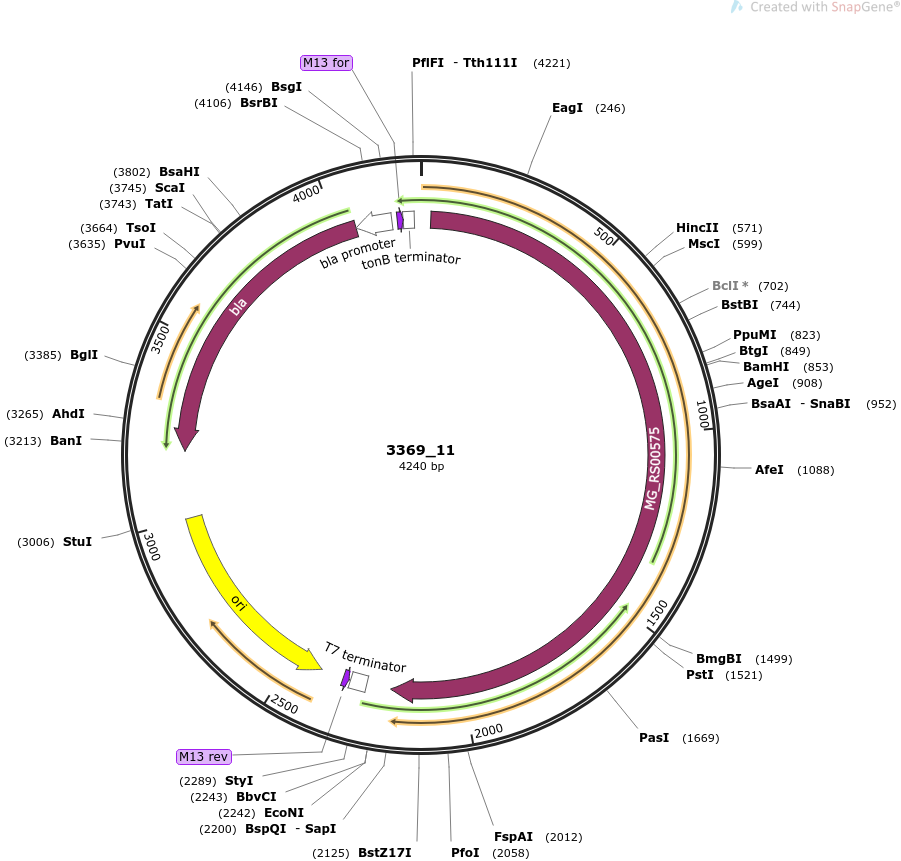 Created with SnapGene®
M13 for
PflFI - Tth111I (4221)
(4146) BsgI
(4106) BsrBI
EagI (246)
(3802) BsaHI
(3745) ScaI
(3743) TatI
(3664) TsoI
(3635) PvuI
4000
500
HincII (571)
MscI (599)
bla promoter
tonB terminator
BclI * (702)
BstBI (744)
bla
3500
PpuMI (823)
BtgI (849)
BamHI (853)
AgeI (908)
BsaAI - SnaBI (952)
(3385) BglI
(3265) AhdI
(3213) BanI
1000
3369_11
4240 bp
MG_RS00575
AfeI (1088)
(3006) StuI
3000
ori
1500
T7 terminator
BmgBI (1499)
PstI (1521)
2500
2000
PasI (1669)
M13 rev
(2289) StyI
(2243) BbvCI
(2242) EcoNI
(2200) BspQI - SapI
(2125) BstZ17I
FspAI (2012)
PfoI (2058)